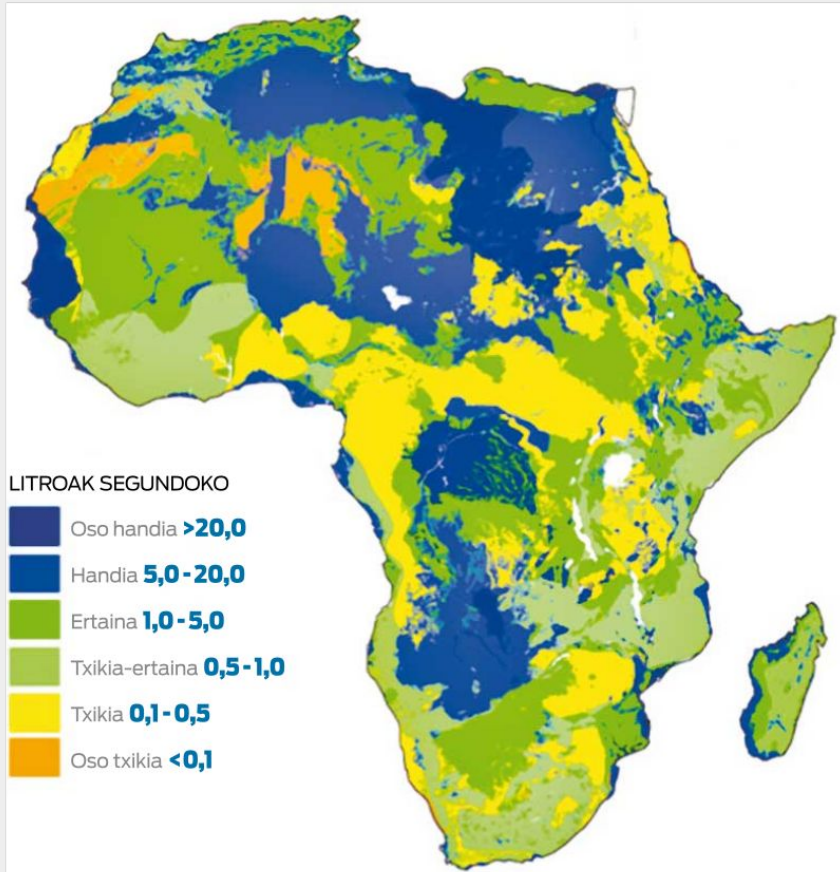 LITROAK SEGUNDOKO
Oso handia >20,0
Handia 5,0-20,0
Ertaina 1,0-5,0
Txikia-ertaina 0,5-1,0
Txikia 0,1-0,5
Oso txikia <0,1